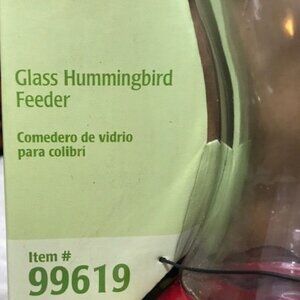 Glass Hummingbird
Feeder
Comedero de vidrio
para colibrí
Item #
99619